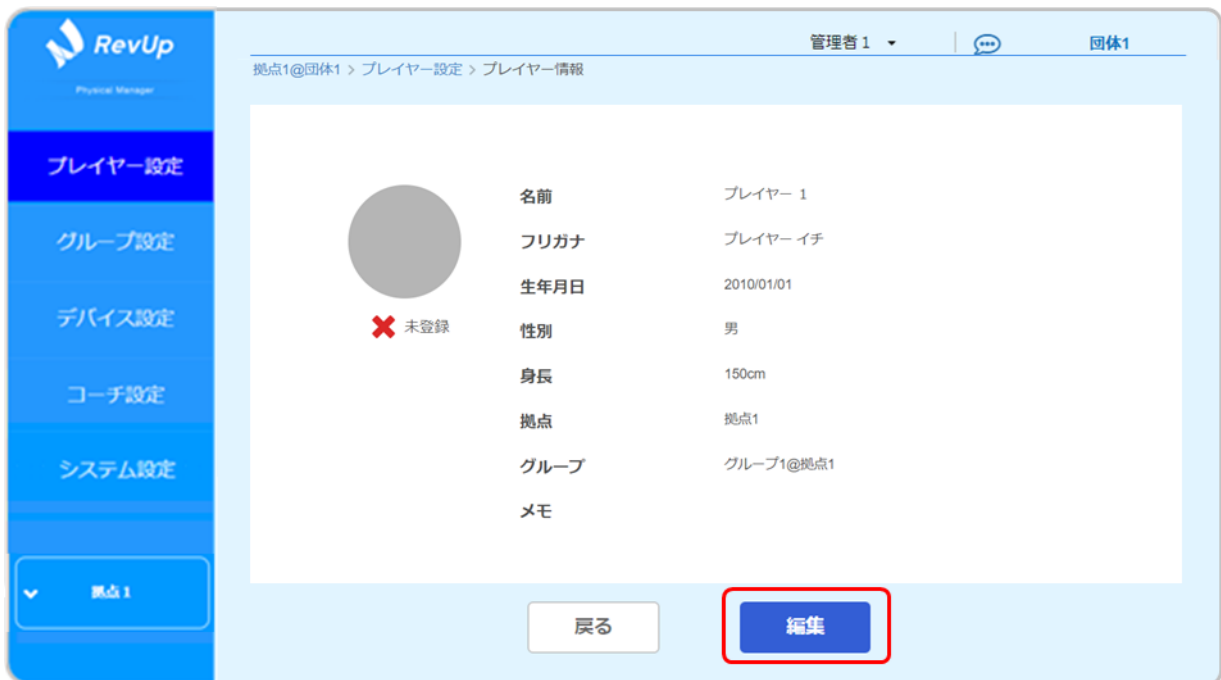 RevUp
Physical Manager
プレイヤー設定
グループ設定
デバイス設定
コーチ設定
システム設定
拠点1
管理者1
団体1
拠点1@団体1 > プレイヤー設定 > プレイヤー情報
未登録
名前 プレイヤー 1
フリガナ プレイヤー イチ
生年月日 2010/01/01
性別 男
身長 150cm
拠点 拠点1
グループ グループ1@拠点1
メモ
戻る
編集